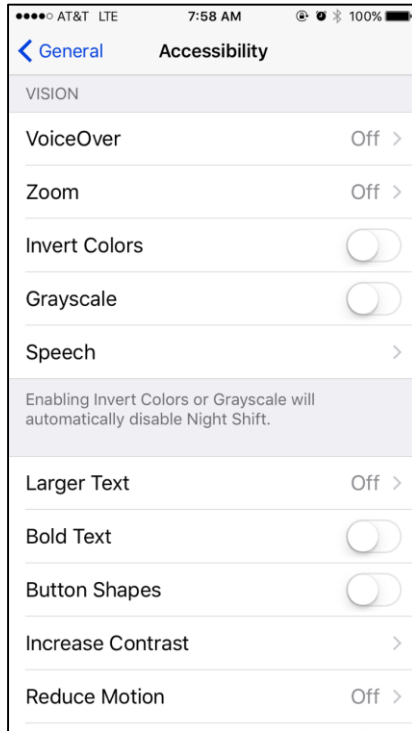 AT&T LTE 7:58 AM 100%
General Accessibility
VISION
VoiceOver Off
Zoom Off
Invert Colors
Grayscale
Speech
Enabling Invert Colors or Grayscale will
automatically disable Night Shift.
Larger Text Off
Bold Text
Button Shapes
Increase Contrast
Reduce Motion Off